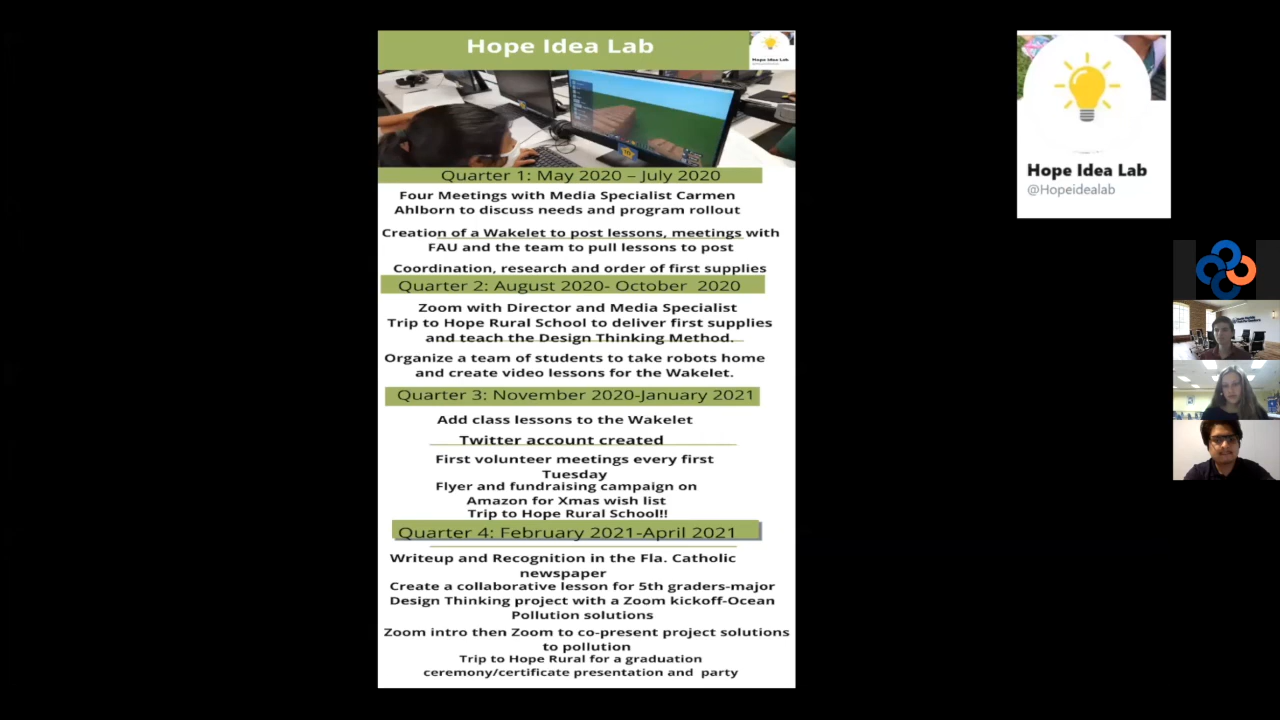 Hope Idea Lab
Hope Idea Lab
Quarter 1: May 2020 – July 2020
Four Meetings with Media Specialist Carmen
Ahlborn to discuss needs and program rollout
Creation of a Wakelet to post lessons, meetings with
FAU and the team to pull lessons to post
Coordination, research and order of first supplies
Quarter 2: August 2020- October 2020
Zoom with Director and Media Specialist
Trip to Hope Rural School to deliver first supplies
and teach the Design Thinking Method.
Organize a team of students to take robots home
and create video lessons for the Wakelet.
Quarter 3: November 2020-January 2021
Add class lessons to the Wakelet
Twitter account created
First volunteer meetings every first
Tuesday
Flyer and fundraising campaign on
Amazon for Xmas wish list
Trip to Hope Rural School!!
Quarter 4: February 2021-April 2021
Writeup and Recognition in the Fla. Catholic
newspaper
Create a collaborative lesson for 5th graders-major
Design Thinking project with a Zoom kickoff-Ocean
Pollution solutions
Zoom intro then Zoom to co-present project solutions
to pollution
Trip to Hope Rural for a graduation
ceremony/certificate presentation and party
Hope Idea Lab
@Hopeidealab